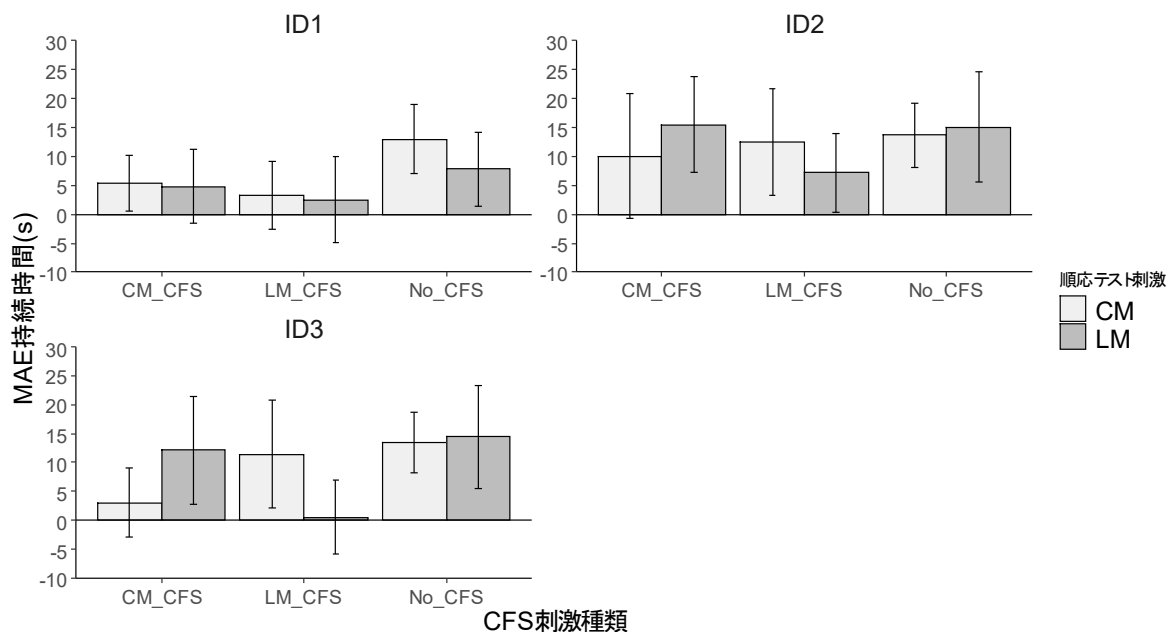 ID1
30
25
20
15
10
5
0
-5
-10
CM_CFS LM_CFS No_CFS
ID2
30
25
20
15
10
5
0
-5
-10
CM_CFS LM_CFS No_CFS
ID3
30
25
20
15
10
5
0
-5
-10
CM_CFS LM_CFS No_CFS
MAE持続時間(s)
CFS刺激種類
順応テスト刺激
CM
LM